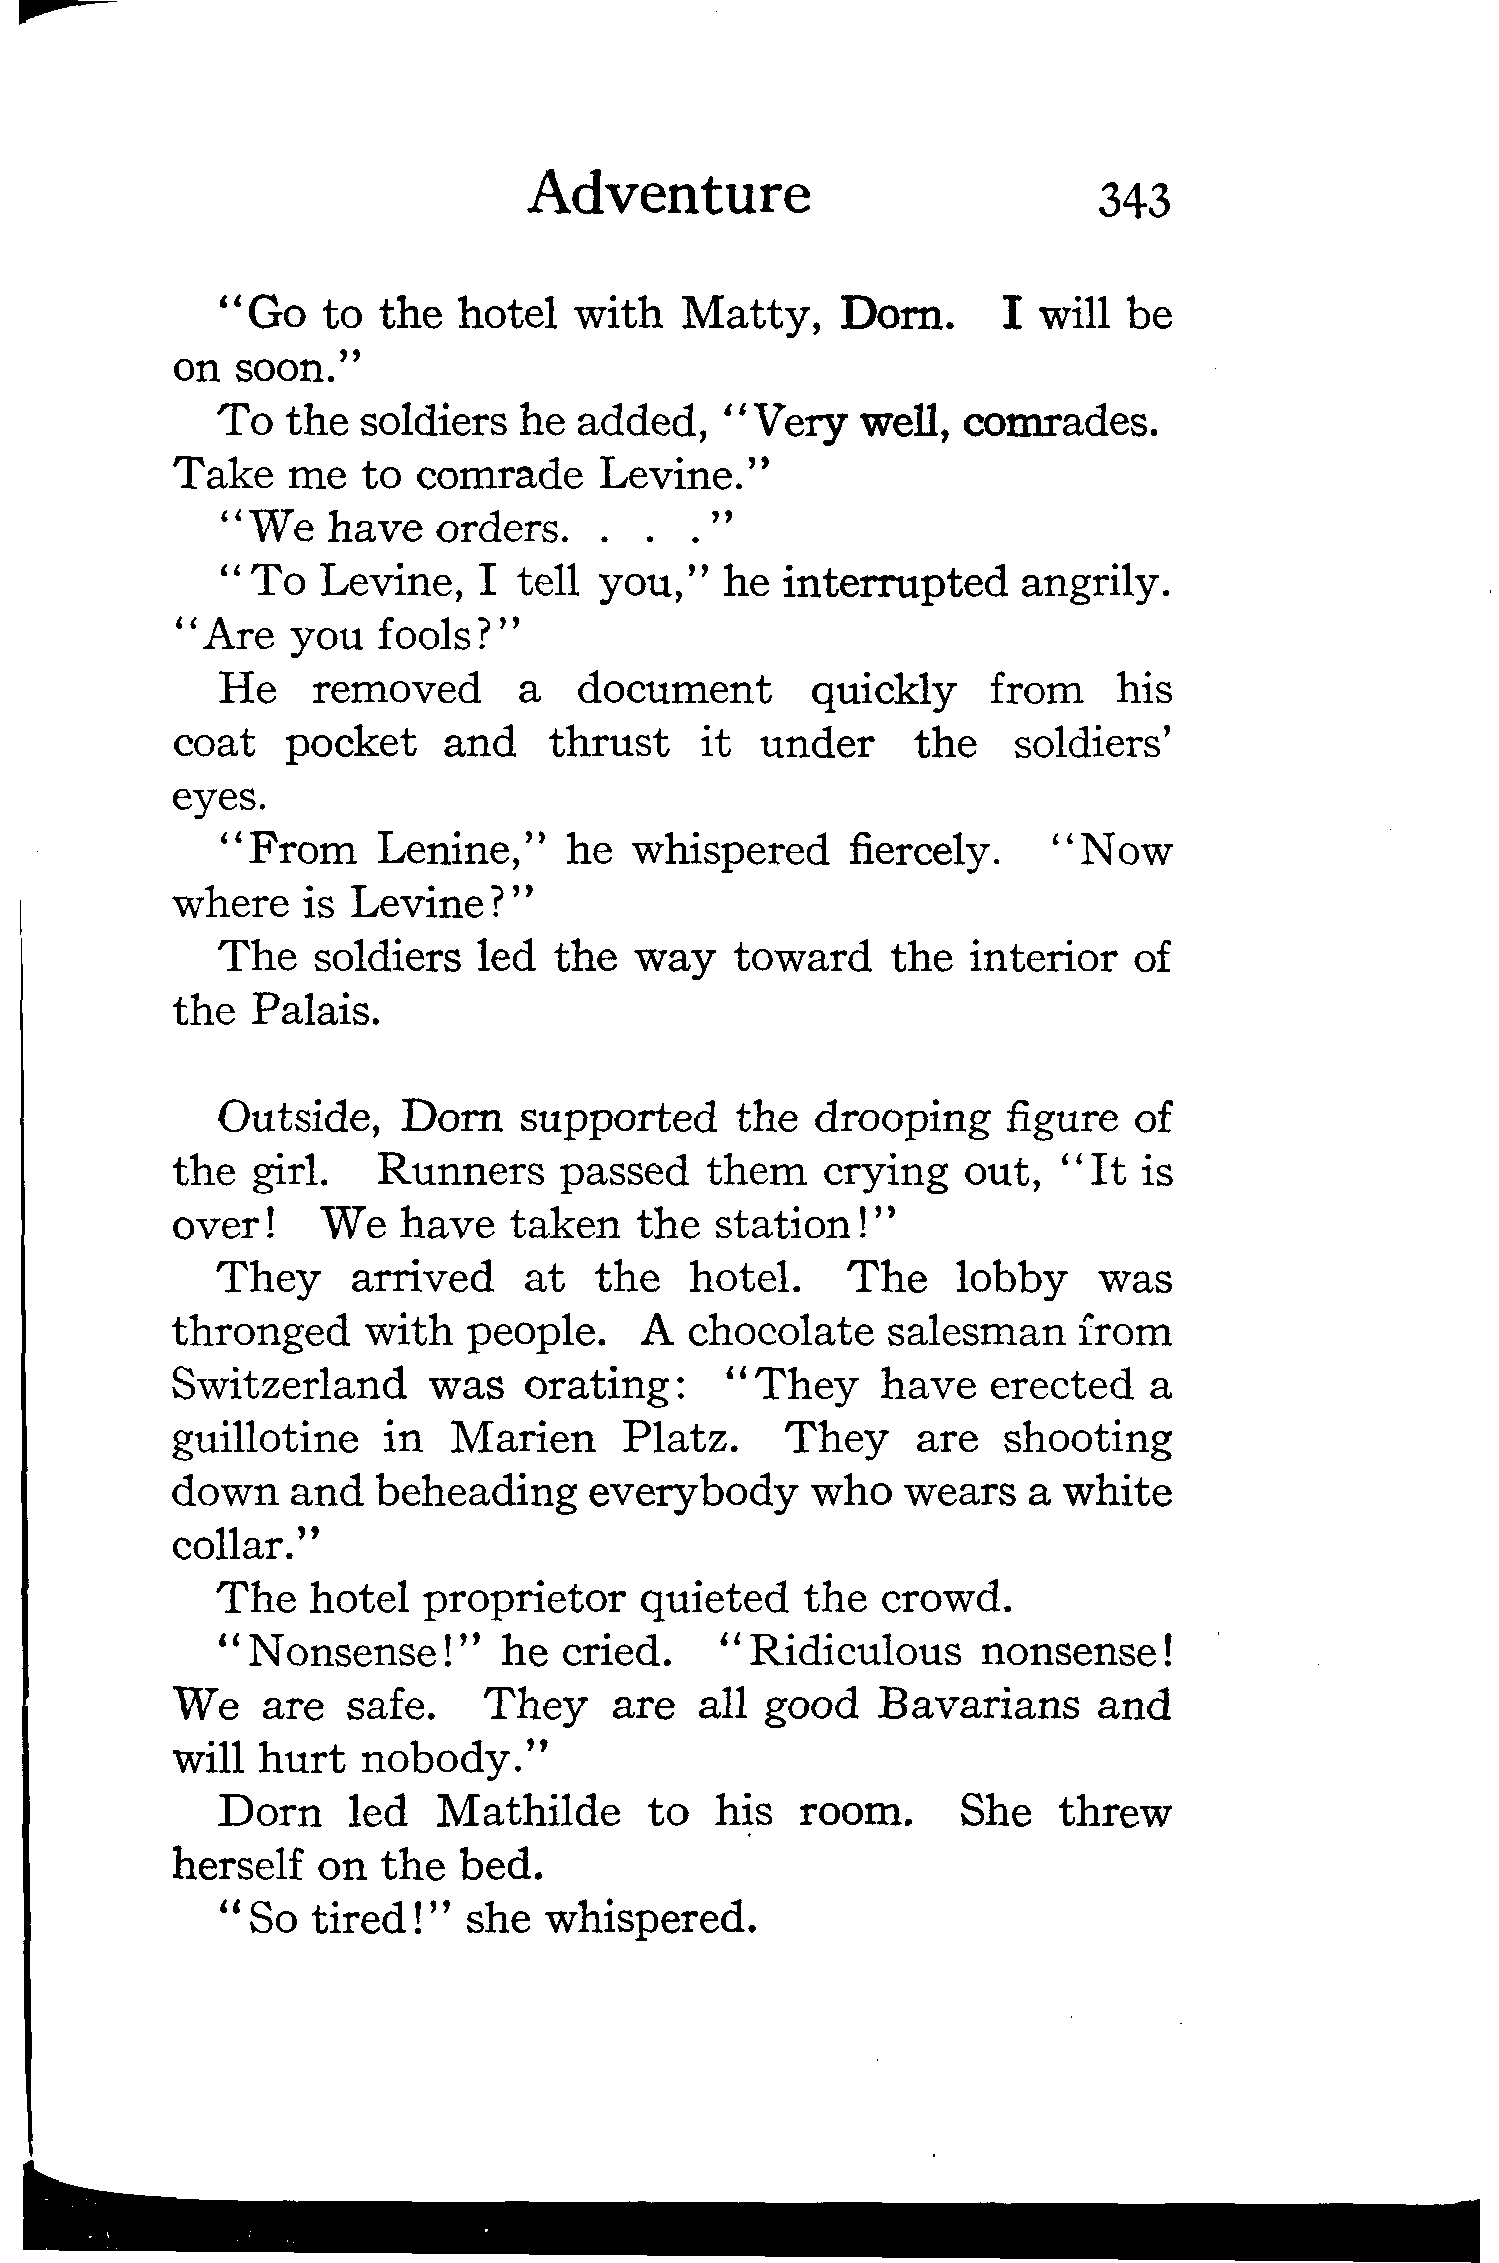 Adventure 343
"Go to the hotel with Matty, Dorn. I will be
on soon."
To the soldiers he added, "Very well, comrades.
Take me to comrade Levine."
"We have orders. . . ."
"To Levine, I tell you," he interrupted angrily.
"Are you fools?"
He removed a document quickly from his
coat pocket and thrust it under the soldiers'
eyes.
"From Lenine," he whispered fiercely. "Now
where is Levine?"
The soldiers led the way toward the interior of
the Palais.
Outside, Dorn supported the drooping figure of
the girl. Runners passed them crying out, "It is
over! We have taken the station!"
They arrived at the hotel. The lobby was
thronged with people. A chocolate salesman from
Switzerland was orating: "They have erected a
guillotine in Marien Platz. They are shooting
down and beheading everybody who wears a white
collar."
The hotel proprietor quieted the crowd.
"Nonsense!" he cried. "Ridiculous nonsense!
We are safe. They are all good Bavarians and
will hurt nobody."
Dorn led Mathilde to his room. She threw
herself on the bed.
"So tired!" she whispered.